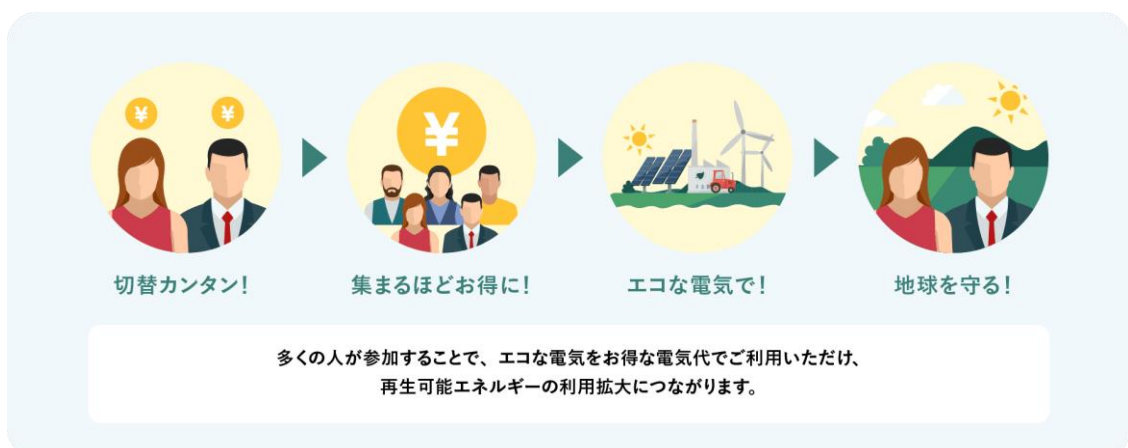 ¥
¥
¥
切替カンタン！
集まるほどお得に！
エコな電気で！
地球を守る！
多くの人が参加することで、エコな電気をお得な電気代でご利用いただけ、
再生可能エネルギーの利用拡大につながります。